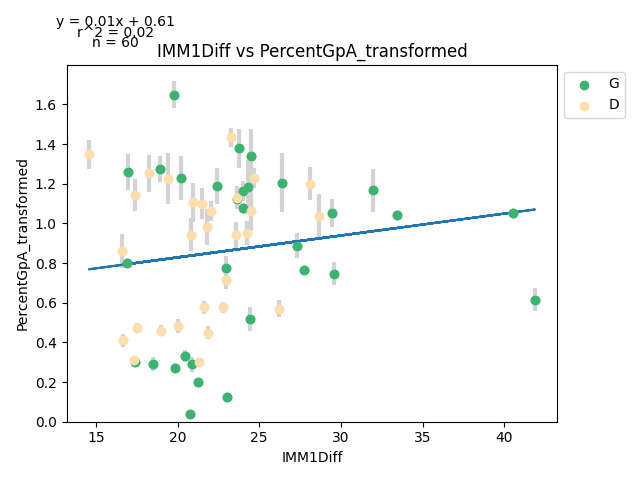 y = 0.01x + 0.61
r^2 = 0.02
n = 60
IMM1Diff vs PercentGpA_transformed
G
D
PercentGpA_transformed
1.6
1.4
1.2
1.0
0.8
0.6
0.4
0.2
0.0
15 20 25 30 35 40
IMM1Diff